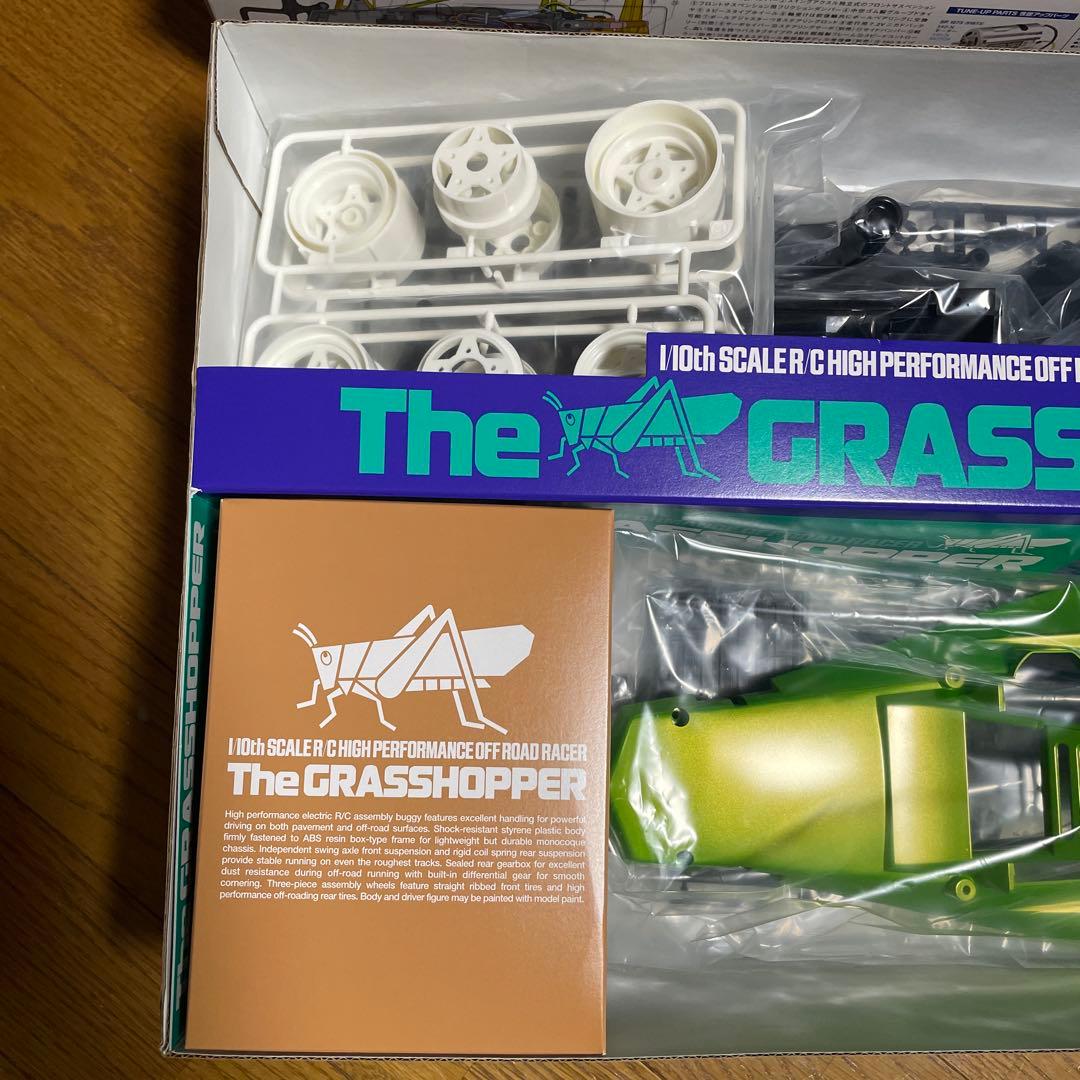 TUNE-UP PARTS
1/10th SCALE R/C HIGH PERFORMANCE OFF
The GRASS
GRASSHOPPER
1/10th SCALE R/C HIGH PERFORMANCE OFF ROAD RACER
The GRASSHOPPER
High performance electric R/C assembly buggy features excellent handling for powerful
driving on both pavement and off-road surfaces. Shock-resistant styrene plastic body
firmly fastened to ABS resin box-type frame for lightweight but durable monocoque
chassis. Independent swing axle front suspension and rigid coil spring rear suspension
provide stable running on even the roughest tracks. Sealed rear gearbox for excellent
dust resistance during off-road running with built-in differential gear for smooth
cornering. Three-piece assembly wheels feature straight ribbed front tires and high
performance off-roading rear tires. Body and driver figure may be painted with model paint.